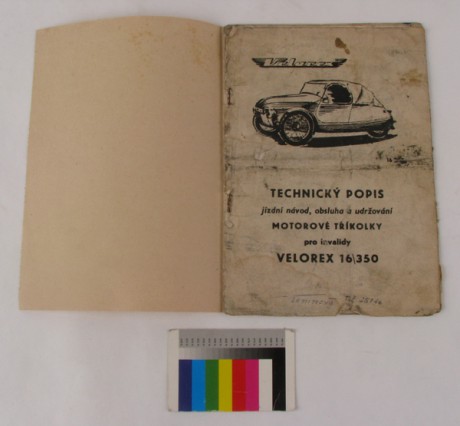 Velorex
TECHNICKÝ POPIS
jízdní návod, obsluha a udržování
MOTOROVÉ TŘÍKOLKY
pro invalidy
VELOREX 16\350